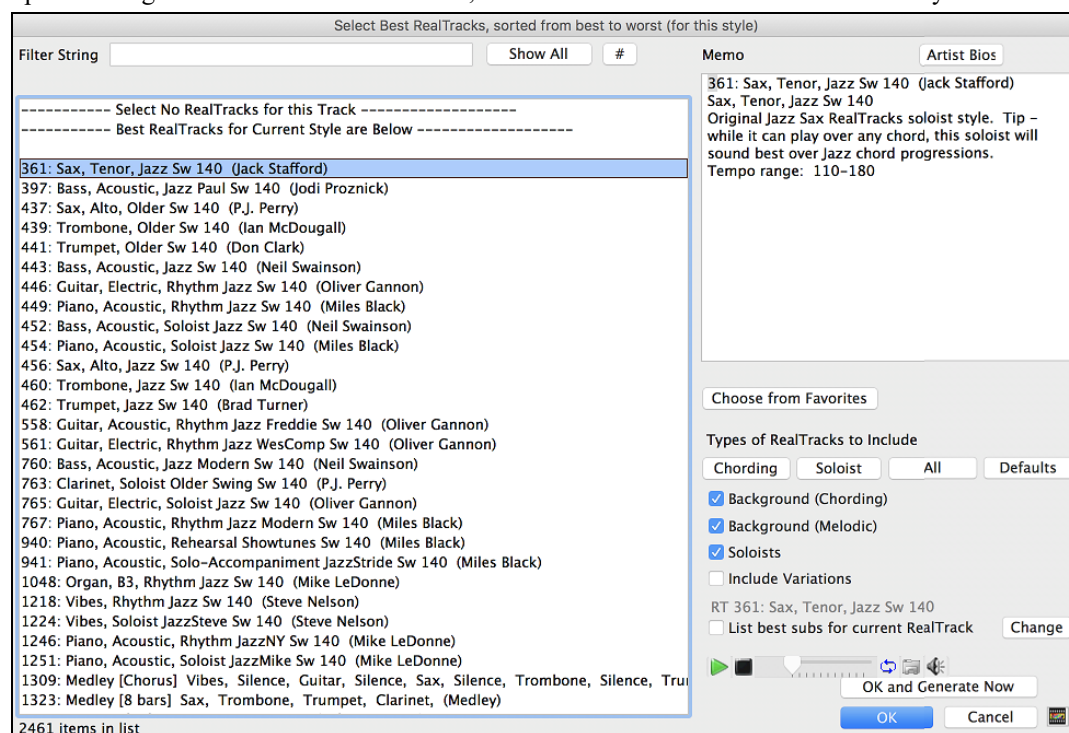 Select Best RealTracks, sorted from best to worst (for this style)
Filter String
Show All
#
----------- Select No RealTracks for this Track -------------------
----------- Best RealTracks for Current Style are Below -------------------
361: Sax, Tenor, Jazz Sw 140 (Jack Stafford)
397: Bass, Acoustic, Jazz Paul Sw 140 (Jodi Proznick)
437: Sax, Alto, Older Sw 140 (P.J. Perry)
439: Trombone, Older Sw 140 (Ian McDougall)
441: Trumpet, Older Sw 140 (Don Clark)
443: Bass, Acoustic, Jazz Sw 140 (Neil Swainson)
446: Guitar, Electric, Rhythm Jazz Sw 140 (Oliver Gannon)
449: Piano, Acoustic, Rhythm Jazz Sw 140 (Miles Black)
452: Bass, Acoustic, Soloist Jazz Sw 140 (Neil Swainson)
454: Piano, Acoustic, Soloist Jazz Sw 140 (Miles Black)
456: Sax, Alto, Jazz Sw 140 (P.J. Perry)
460: Trombone, Jazz Sw 140 (Ian McDougall)
462: Trumpet, Jazz Sw 140 (Brad Turner)
558: Guitar, Acoustic, Rhythm Jazz Freddie Sw 140 (Oliver Gannon)
561: Guitar, Electric, Rhythm Jazz WesComp Sw 140 (Oliver Gannon)
760: Bass, Acoustic, Jazz Modern Sw 140 (Neil Swainson)
763: Clarinet, Soloist Older Swing Sw 140 (P.J. Perry)
765: Guitar, Electric, Soloist Jazz Sw 140 (Oliver Gannon)
767: Piano, Acoustic, Rhythm Jazz Modern Sw 140 (Miles Black)
940: Piano, Acoustic, Rehearsal Showtunes Sw 140 (Miles Black)
941: Piano, Acoustic, Solo-Accompaniment JazzStride Sw 140 (Miles Black)
1048: Organ, B3, Rhythm Jazz Sw 140 (Mike LeDonne)
1218: Vibes, Rhythm Jazz Sw 140 (Steve Nelson)
1224: Vibes, Soloist JazzSteve Sw 140 (Steve Nelson)
1246: Piano, Acoustic, Rhythm JazzNY Sw 140 (Mike LeDonne)
1251: Piano, Acoustic, Soloist JazzMike Sw 140 (Mike LeDonne)
1309: Medley [Chorus] Vibes, Silence, Guitar, Silence, Sax, Silence, Trombone, Silence, Tru
1323: Medley [8 bars] Sax, Trombone, Trumpet, Clarinet, (Medley)
2461 items in list
Memo
Artist Bios
361: Sax, Tenor, Jazz Sw 140 (Jack Stafford)
Sax, Tenor, Jazz Sw 140
Original Jazz Sax RealTracks soloist style. Tip –
while it can play over any chord, this soloist will
sound best over Jazz chord progressions.
Tempo range: 110-180
Choose from Favorites
Types of RealTracks to Include
Chording
Soloist
All
Defaults
Background (Chording)
Background (Melodic)
Soloists
Include Variations
RT 361: Sax, Tenor, Jazz Sw 140
List best subs for current RealTrack
Change
OK and Generate Now
OK
Cancel